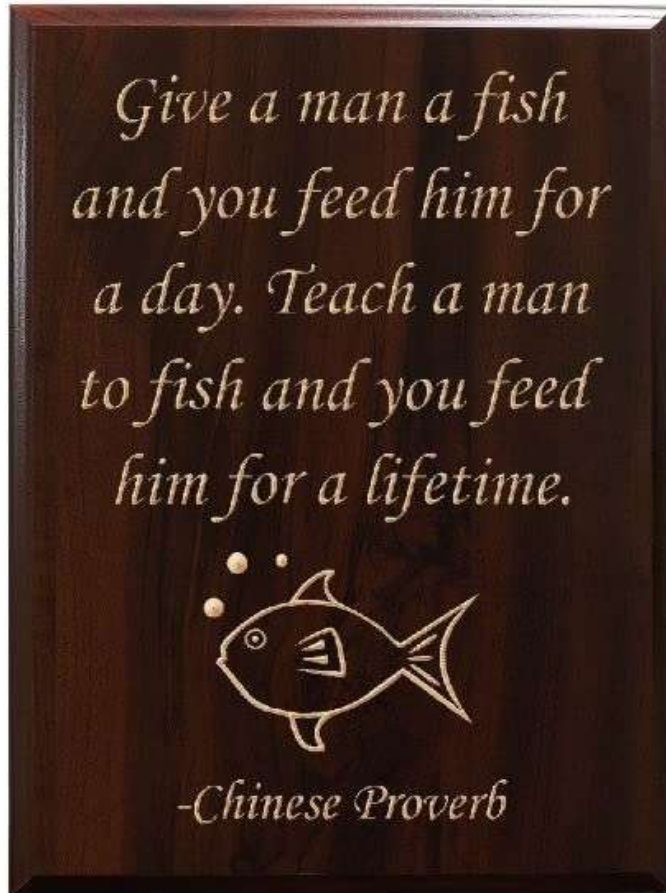 Give a man a fish
and you feed him for
a day. Teach a man
to fish and you feed
him for a lifetime.
-Chinese Proverb